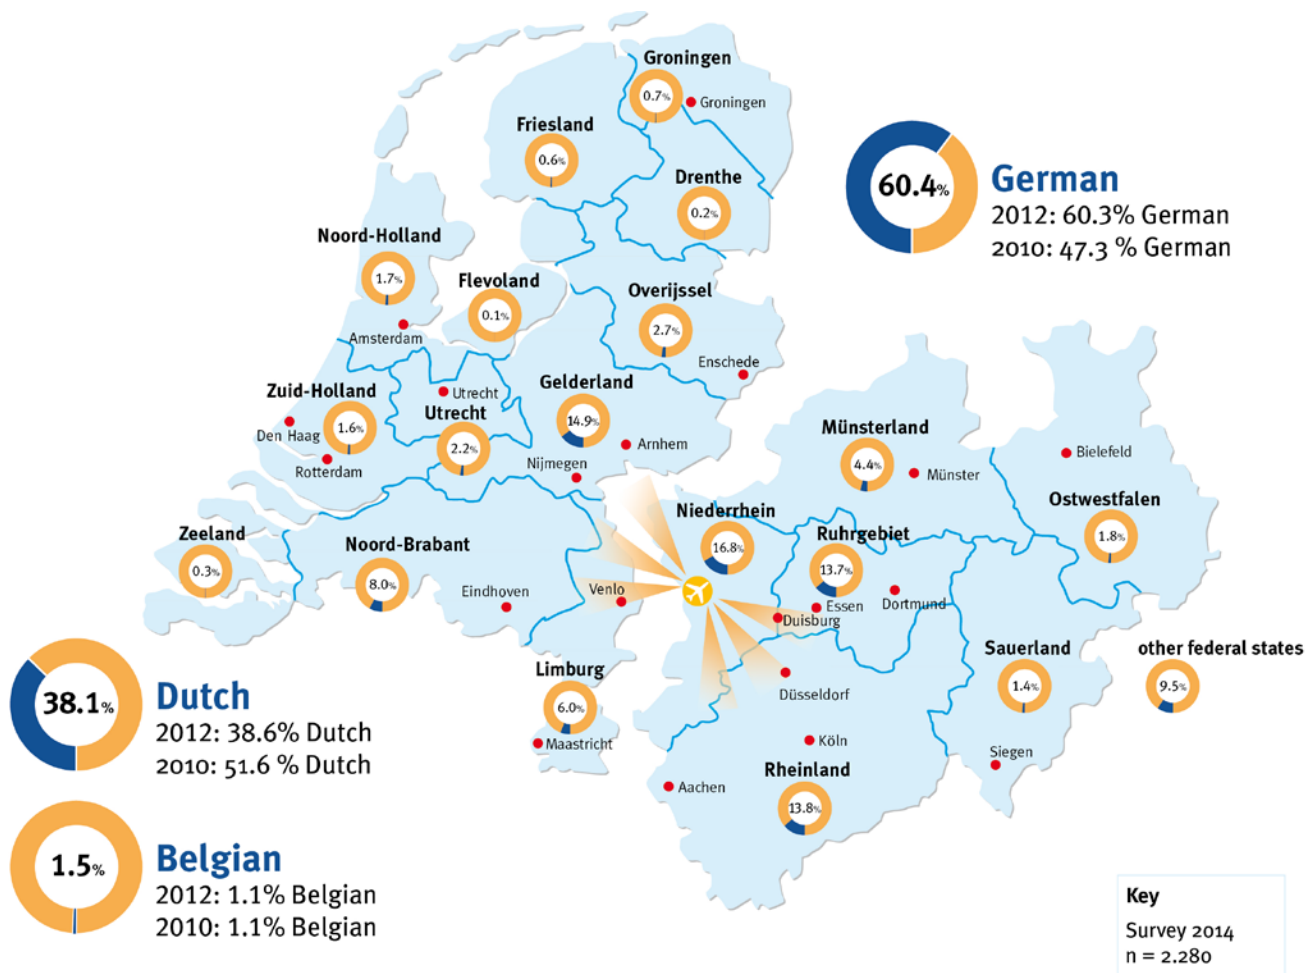 Groningen
0.7%
Groningen
Friesland
0.6%
Drenthe
0.2%
60.4%
German
2012: 60.3% German
2010: 47.3 % German
Noord-Holland
1.7%
Amsterdam
Flevoland
0.1%
Overijssel
2.7%
Enschede
Zuid-Holland
1.6%
Den Haag
Rotterdam
Utrecht
Utrecht
2.2%
Gelderland
14.9%
Arnhem
Nijmegen
Münsterland
4.4%
Münster
Bielefeld
Ostwestfalen
1.8%
Zeeland
0.3%
Noord-Brabant
8.0%
Eindhoven
Venlo
Niederrhein
16.8%
Ruhrgebiet
13.7%
Essen
Dortmund
Duisburg
Düsseldorf
Limburg
6.0%
Maastricht
Sauerland
1.4%
Siegen
other federal states
9.5%
Köln
Rheinland
13.8%
Aachen
38.1%
Dutch
2012: 38.6% Dutch
2010: 51.6 % Dutch
1.5%
Belgian
2012: 1.1% Belgian
2010: 1.1% Belgian
Key
Survey 2014
n = 2.280